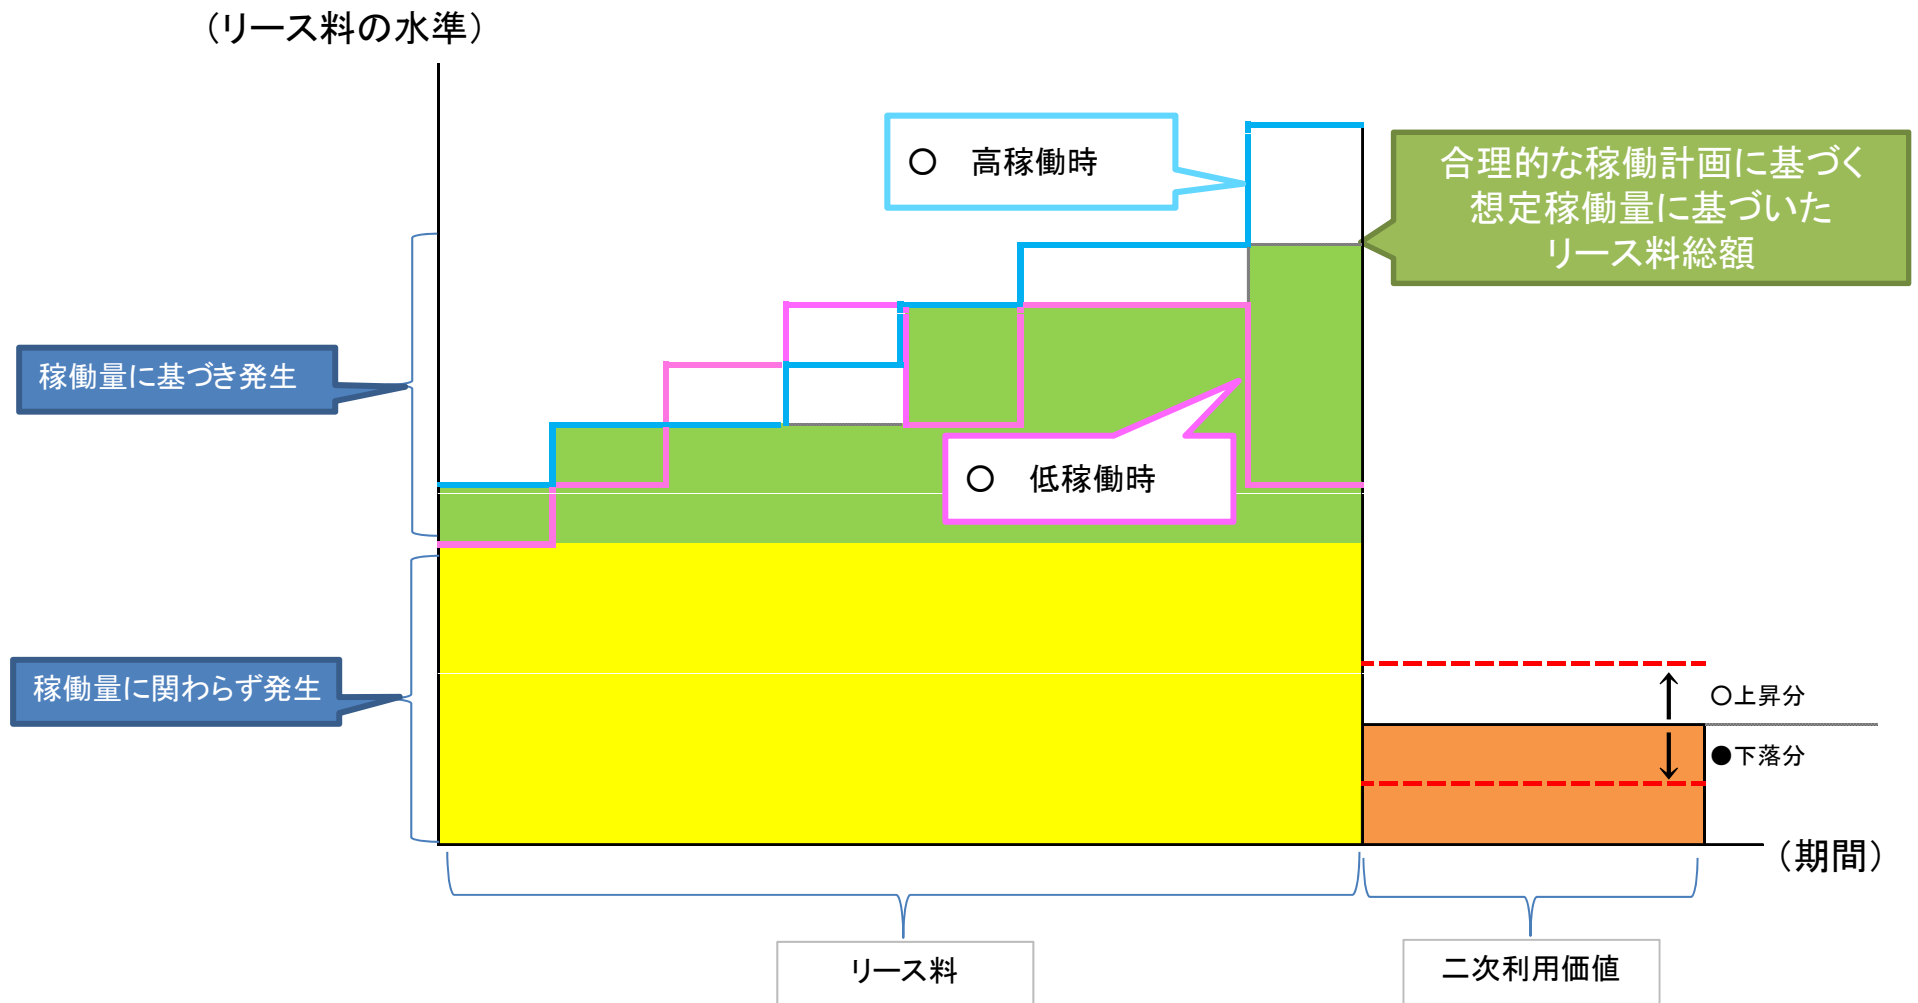 （リース料の水準）
○　高稼働時
合理的な稼働計画に基づく
想定稼働量に基づいた
リース料総額
稼働量に基づき発生
○　低稼働時
稼働量に関わらず発生
○上昇分
●下落分
（期間）
リース料
二次利用価値